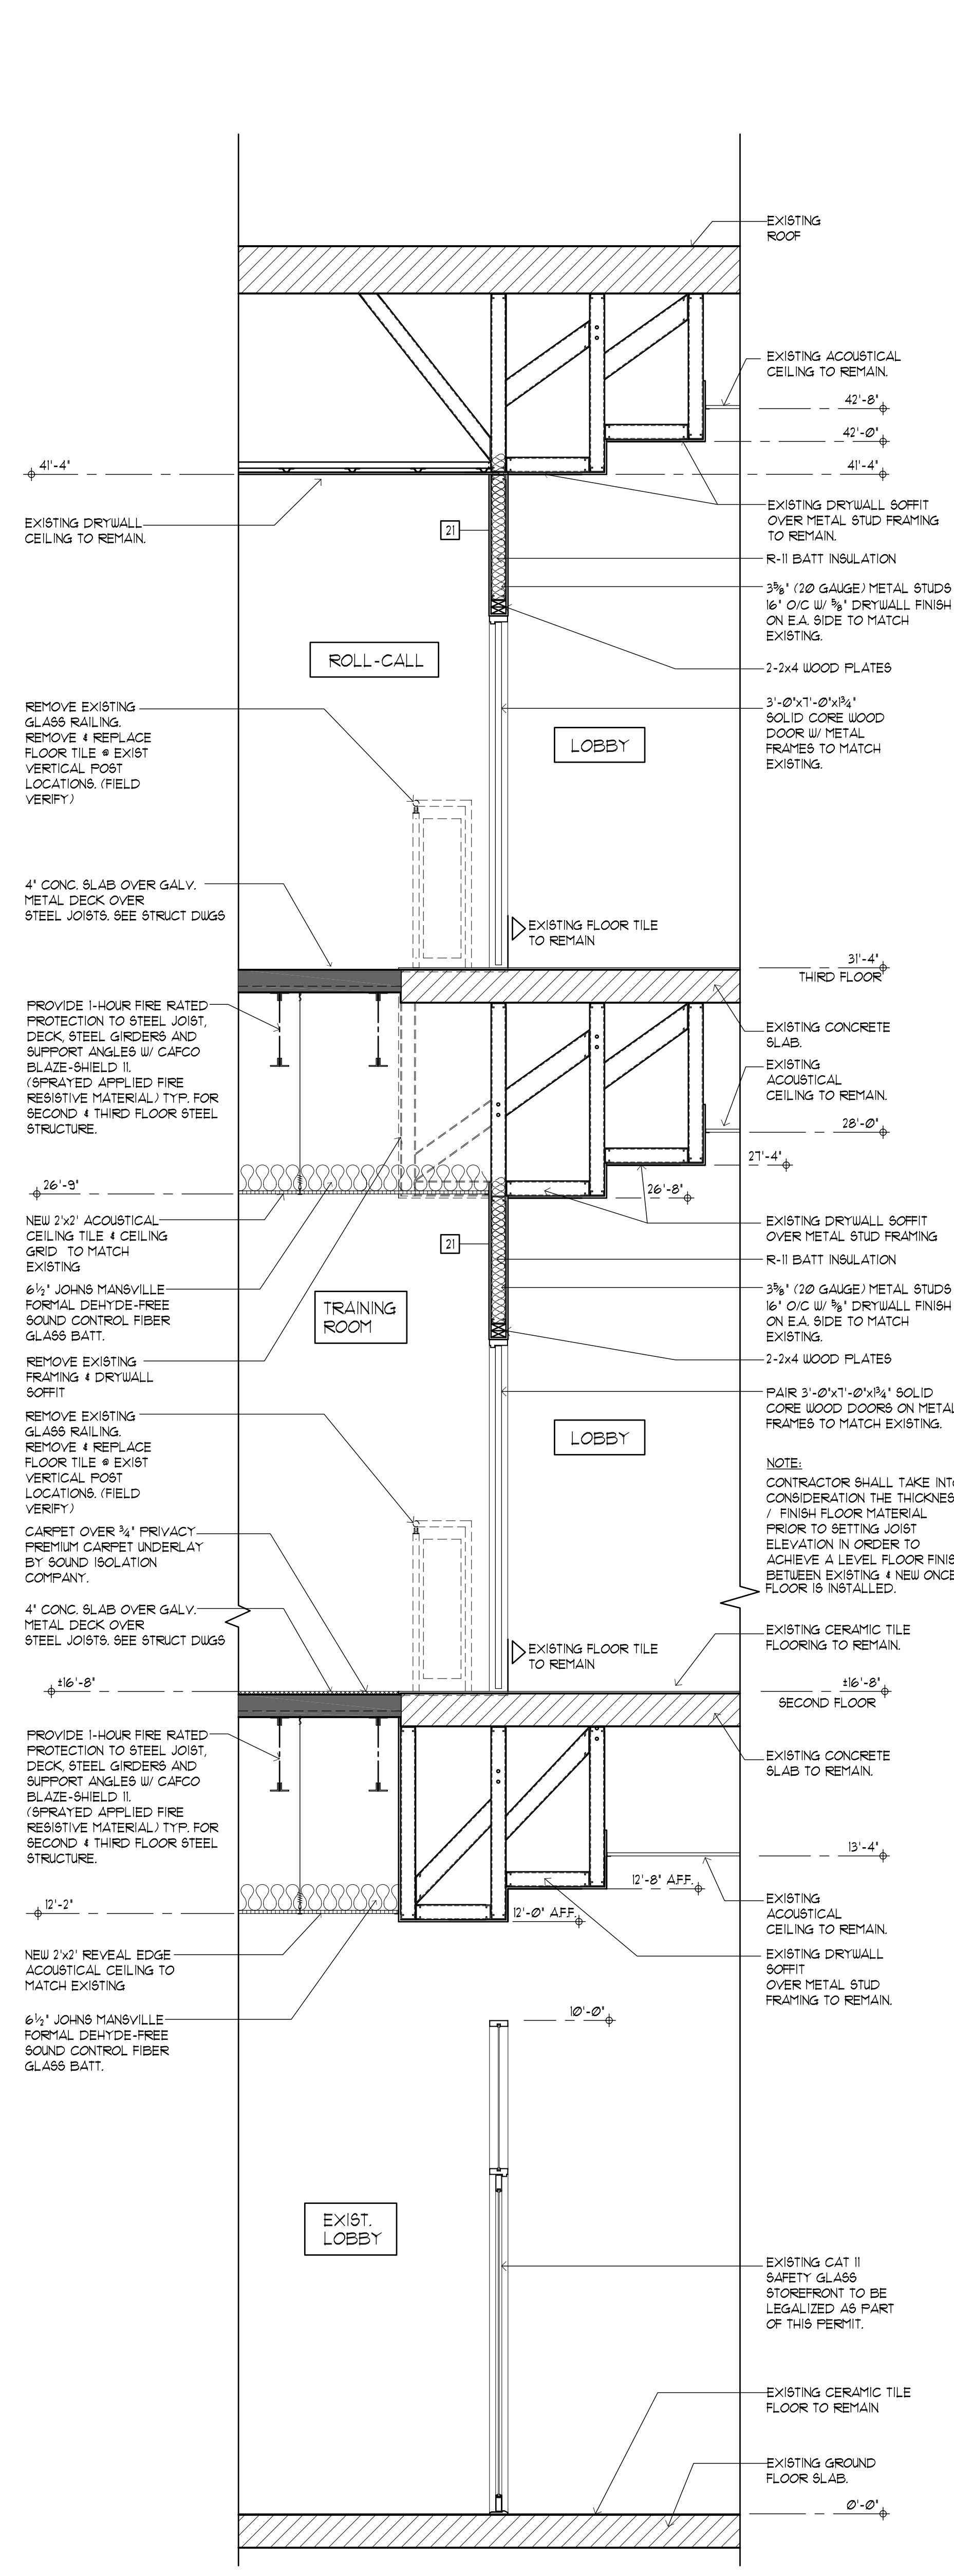 EXISTING
ROOF
EXISTING ACOUSTICAL
CEILING TO REMAIN.
42'-8"
42'-0"
41'-4"
41'-4"
EXISTING DRYWALL
CEILING TO REMAIN.
21
EXISTING DRYWALL SOFFIT
OVER METAL STUD FRAMING
TO REMAIN.
R-11 BATT INSULATION
3⅝" (20 GAUGE) METAL STUDS
16" O/C W/ ⅝" DRYWALL FINISH
ON E.A. SIDE TO MATCH
EXISTING.
ROLL-CALL
2-2x4 WOOD PLATES
REMOVE EXISTING
GLASS RAILING.
REMOVE & REPLACE
FLOOR TILE @ EXIST
VERTICAL POST
LOCATIONS. (FIELD
VERIFY)
LOBBY
3'-0"x7'-0"x1¾"
SOLID CORE WOOD
DOOR W/ METAL
FRAMES TO MATCH
EXISTING.
4" CONC. SLAB OVER GALV.
METAL DECK OVER
STEEL JOISTS. SEE STRUCT DWGS
EXISTING FLOOR TILE
TO REMAIN
31'-4"
THIRD FLOOR
PROVIDE 1-HOUR FIRE RATED
PROTECTION TO STEEL JOIST,
DECK, STEEL GIRDERS AND
SUPPORT ANGLES W/ CAFCO
BLAZE-SHIELD 11.
(SPRAYED APPLIED FIRE
RESISTIVE MATERIAL) TYP. FOR
SECOND & THIRD FLOOR STEEL
STRUCTURE.
EXISTING CONCRETE
SLAB.
EXISTING
ACOUSTICAL
CEILING TO REMAIN.
28'-0"
27'-4"
26'-9"
26'-8"
NEW 2'x2' ACOUSTICAL
CEILING TILE & CEILING
GRID TO MATCH
EXISTING
21
EXISTING DRYWALL SOFFIT
OVER METAL STUD FRAMING
R-11 BATT INSULATION
6½" JOHNS MANSVILLE
FORMAL DEHYDE-FREE
SOUND CONTROL FIBER
GLASS BATT.
TRAINING
ROOM
3⅝" (20 GAUGE) METAL STUDS
16" O/C W/ ⅝" DRYWALL FINISH
ON E.A. SIDE TO MATCH
EXISTING.
REMOVE EXISTING
FRAMING & DRYWALL
SOFFIT
2-2x4 WOOD PLATES
REMOVE EXISTING
GLASS RAILING.
REMOVE & REPLACE
FLOOR TILE @ EXIST
VERTICAL POST
LOCATIONS. (FIELD
VERIFY)
LOBBY
PAIR 3'-0"x7'-0"x1¾" SOLID
CORE WOOD DOORS ON METAL
FRAMES TO MATCH EXISTING.
NOTE:
CONTRACTOR SHALL TAKE INTO
CONSIDERATION THE THICKNES
/ FINISH FLOOR MATERIAL
PRIOR TO SETTING JOIST
ELEVATION IN ORDER TO
ACHIEVE A LEVEL FLOOR FINIS
BETWEEN EXISTING & NEW ONCE
FLOOR IS INSTALLED.
CARPET OVER ¾" PRIVACY
PREMIUM CARPET UNDERLAY
BY SOUND ISOLATION
COMPANY.
4" CONC. SLAB OVER GALV.
METAL DECK OVER
STEEL JOISTS. SEE STRUCT DWGS
EXISTING FLOOR TILE
TO REMAIN
EXISTING CERAMIC TILE
FLOORING TO REMAIN.
±16'-8"
±16'-8"
SECOND FLOOR
PROVIDE 1-HOUR FIRE RATED
PROTECTION TO STEEL JOIST,
DECK, STEEL GIRDERS AND
SUPPORT ANGLES W/ CAFCO
BLAZE-SHIELD 11.
(SPRAYED APPLIED FIRE
RESISTIVE MATERIAL) TYP. FOR
SECOND & THIRD FLOOR STEEL
STRUCTURE.
EXISTING CONCRETE
SLAB TO REMAIN.
13'-4"
12'-8" A.F.F.
12'-2"
12'-0" A.F.F.
EXISTING
ACOUSTICAL
CEILING TO REMAIN.
NEW 2'x2' REVEAL EDGE
ACOUSTICAL CEILING TO
MATCH EXISTING
EXISTING DRYWALL
SOFFIT
OVER METAL STUD
FRAMING TO REMAIN.
6½" JOHNS MANSVILLE
FORMAL DEHYDE-FREE
SOUND CONTROL FIBER
GLASS BATT.
10'-0"
EXIST.
LOBBY
EXISTING CAT 11
SAFETY GLASS
STOREFRONT TO BE
LEGALIZED AS PART
OF THIS PERMIT.
EXISTING CERAMIC TILE
FLOOR TO REMAIN
EXISTING GROUND
FLOOR SLAB.
0'-0"